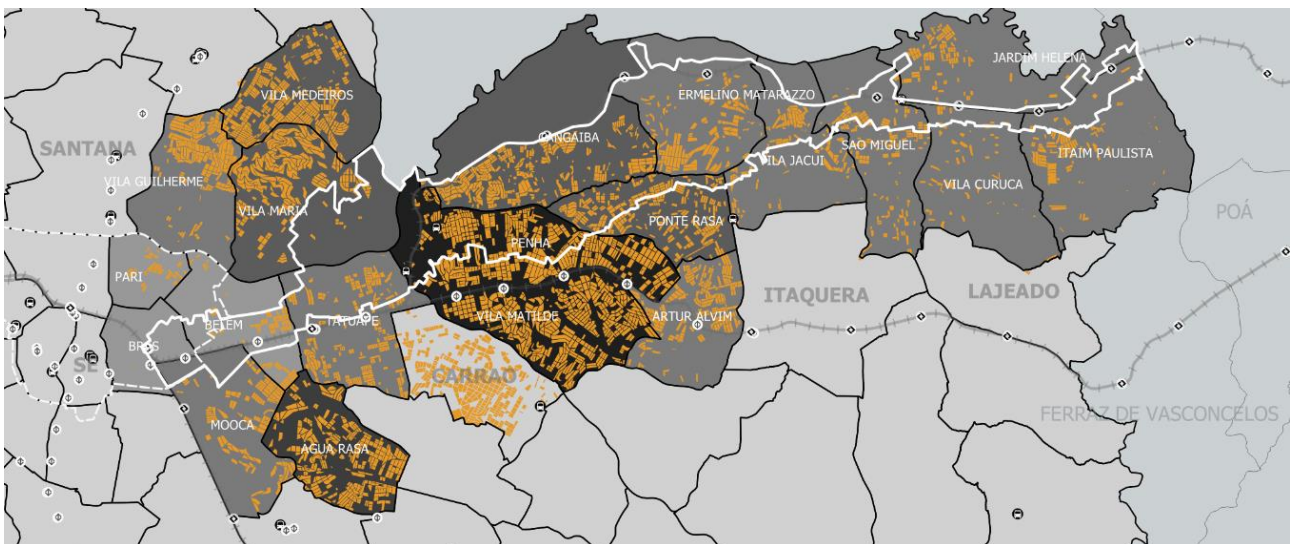 VILA MEDEIROS
JARDIM HELENA
ERMELINO MATARAZZO
CANGAIBA
SANTANA
VILA GUILHERME
VILA JACUI
SAO MIGUEL
ITAIM PAULISTA
VILA CURUCA
VILA MARIA
PONTE RASA
POÁ
PENHA
PARI
ITAQUERA
LAJEADO
VILA MATILDE
ARTUR ALVIM
BELEM
TATUAPE
BRAS
SE
CARRAO
FERRAZ DE VASCONCELOS
MOOCA
AGUA RASA